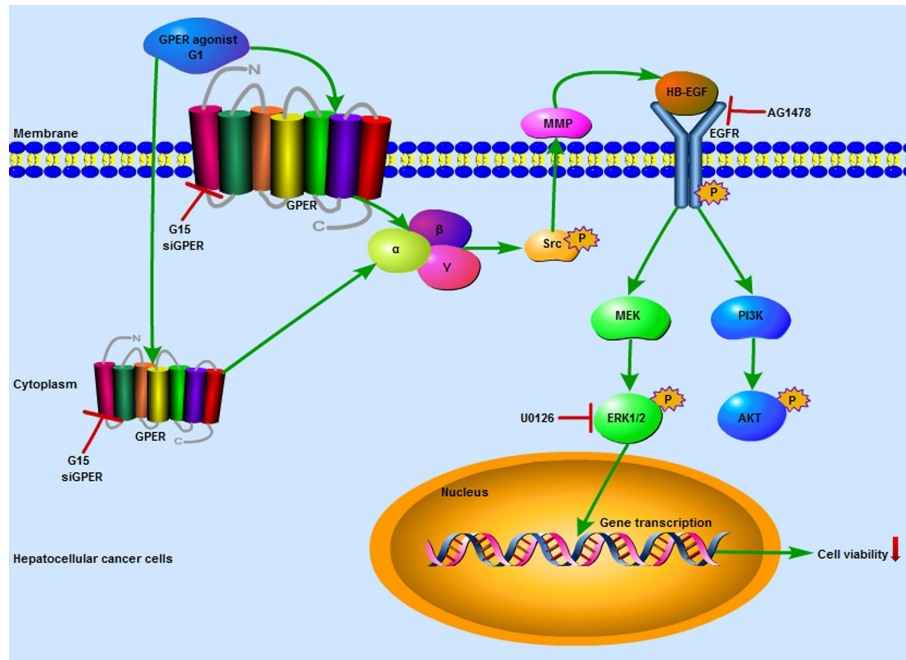 GPER agonist
G1
N
Membrane
GPER
C
G15
siGPER
α
β
γ
Src
P
MMP
HB-EGF
AG1478
EGFR
P
MEK
PI3K
N
Cytoplasm
GPER
C
G15
siGPER
U0126
ERK1/2
P
AKT
P
Nucleus
Gene transcription
Hepatocellular cancer cells
Cell viability